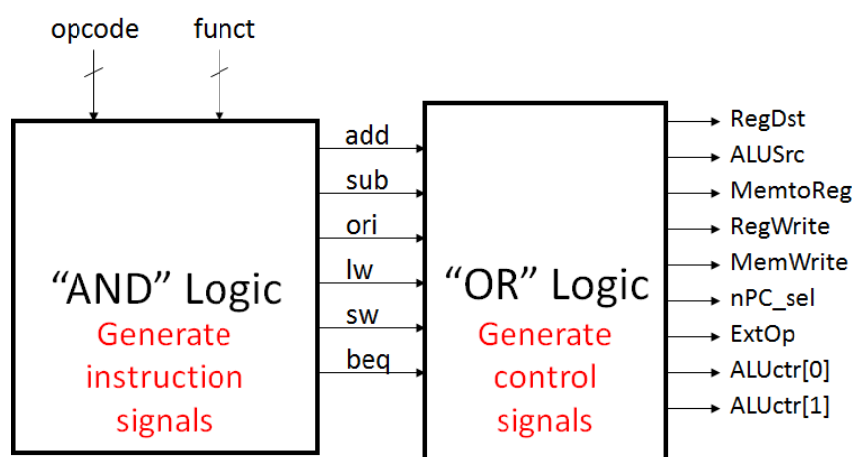 opcode funct
add
sub
ori
lw
sw
beq
“AND” Logic
Generate
instruction
signals
“OR” Logic
Generate
control
signals
RegDst
ALUSrc
MemtoReg
RegWrite
MemWrite
nPC_sel
ExtOp
ALUctr[0]
ALUctr[1]